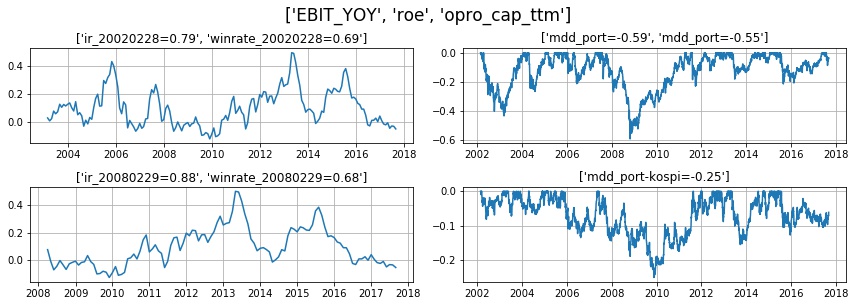 ['EBIT_YOY', 'roe', 'opro_cap_ttm']
['ir_20020228=0.79', 'winrate_20020228=0.69']
0.4
0.2
0.0
2004 2006 2008 2010 2012 2014 2016 2018
['mdd_port=-0.59', 'mdd_port=-0.55']
0.0
−0.2
−0.4
−0.6
2002 2004 2006 2008 2010 2012 2014 2016 2018
['ir_20080229=0.88', 'winrate_20080229=0.68']
0.4
0.2
0.0
2008 2009 2010 2011 2012 2013 2014 2015 2016 2017 2018
['mdd_port-kospi=-0.25']
0.0
−0.1
−0.2
2002 2004 2006 2008 2010 2012 2014 2016 2018